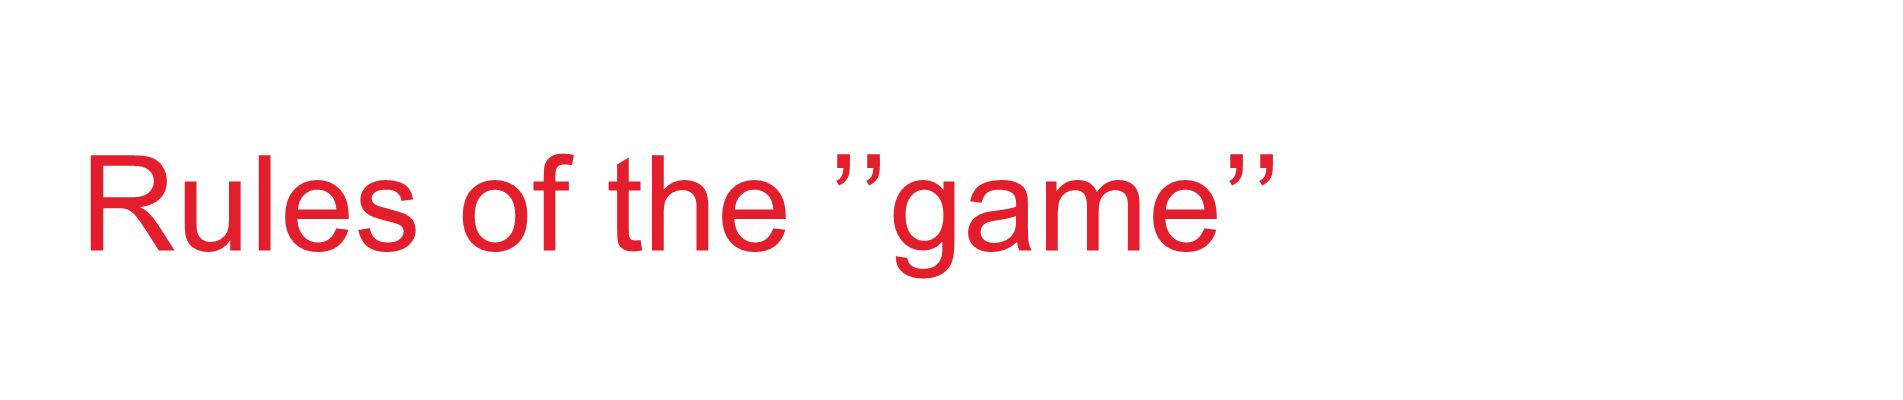 Rules of the ’’game’’